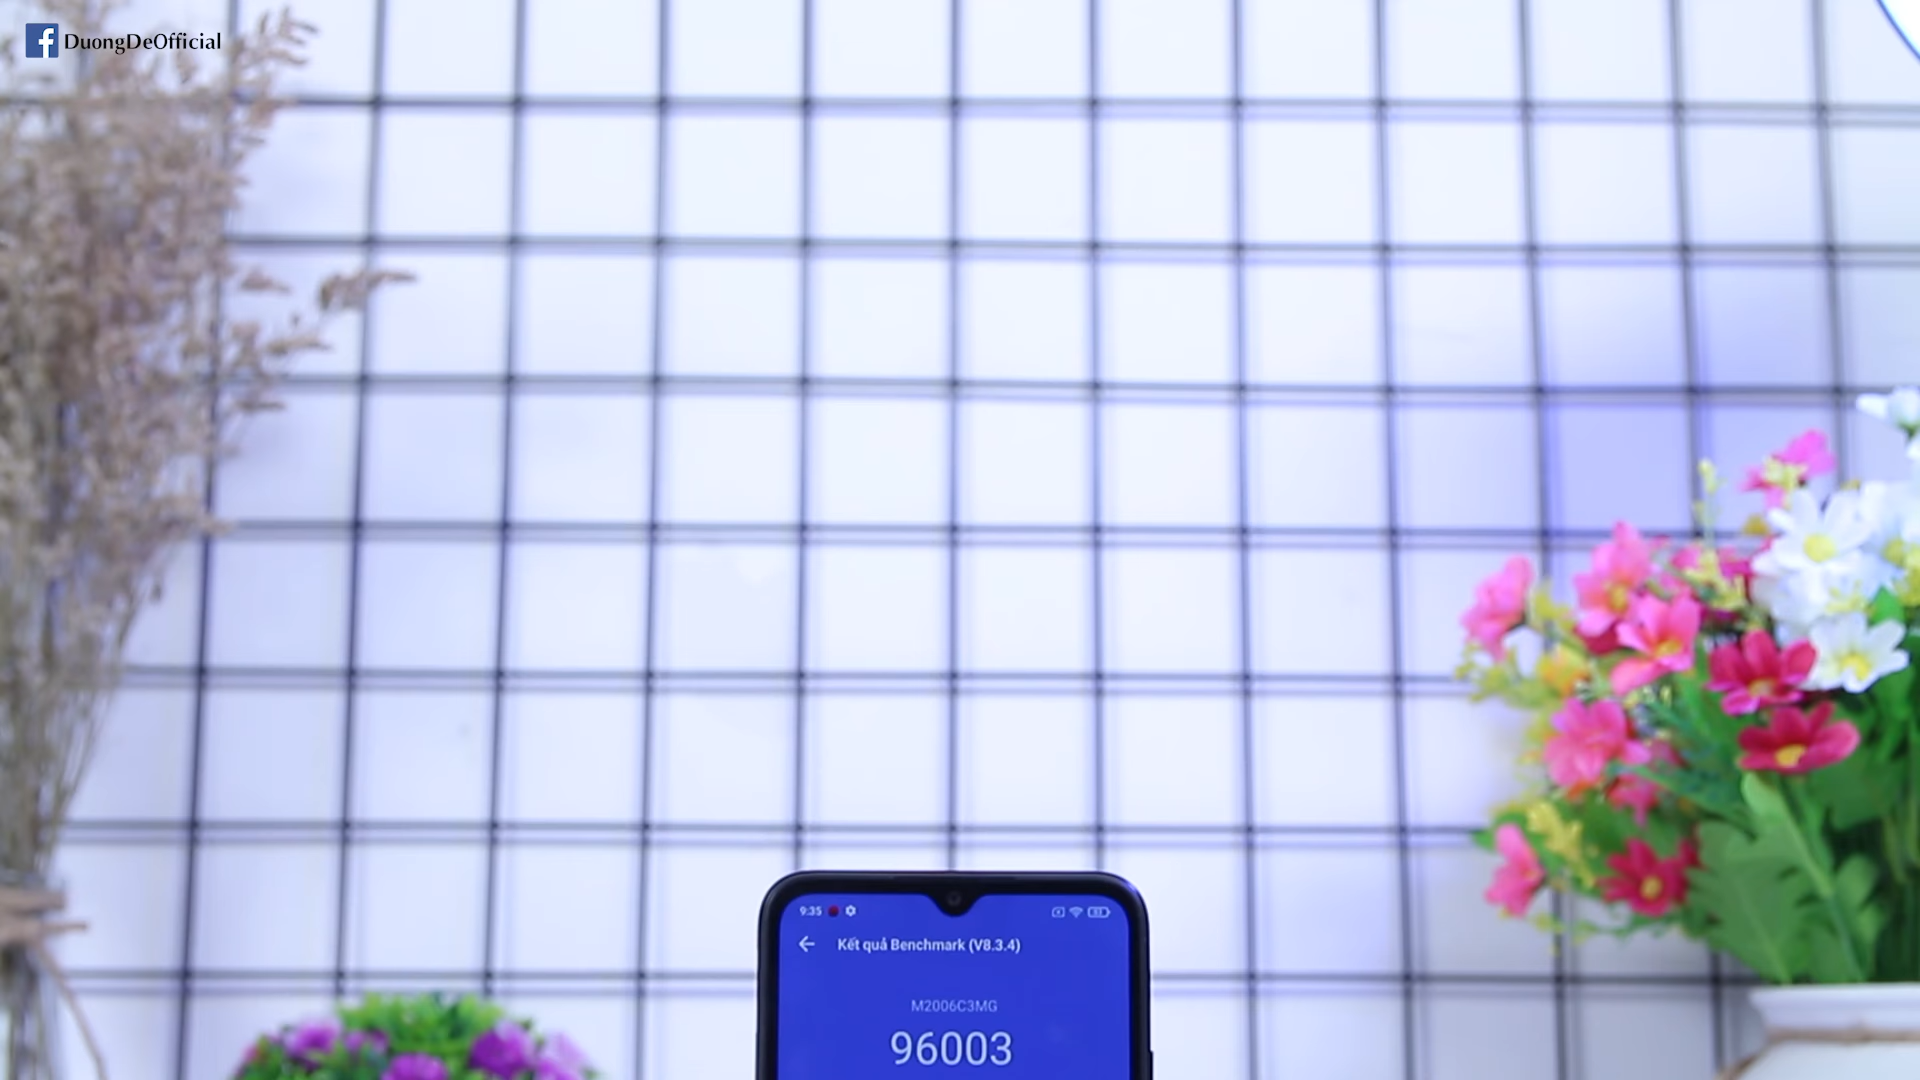 DuongDeOfficial
9:35
Kết quả Benchmark (V8.3.4)
M2006C3MG
96003